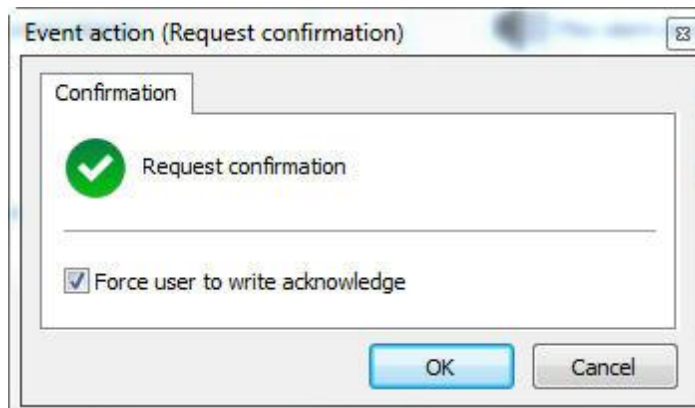 Event action (Request confirmation)
Confirmation
Request confirmation
Force user to write acknowledge
OK
Cancel